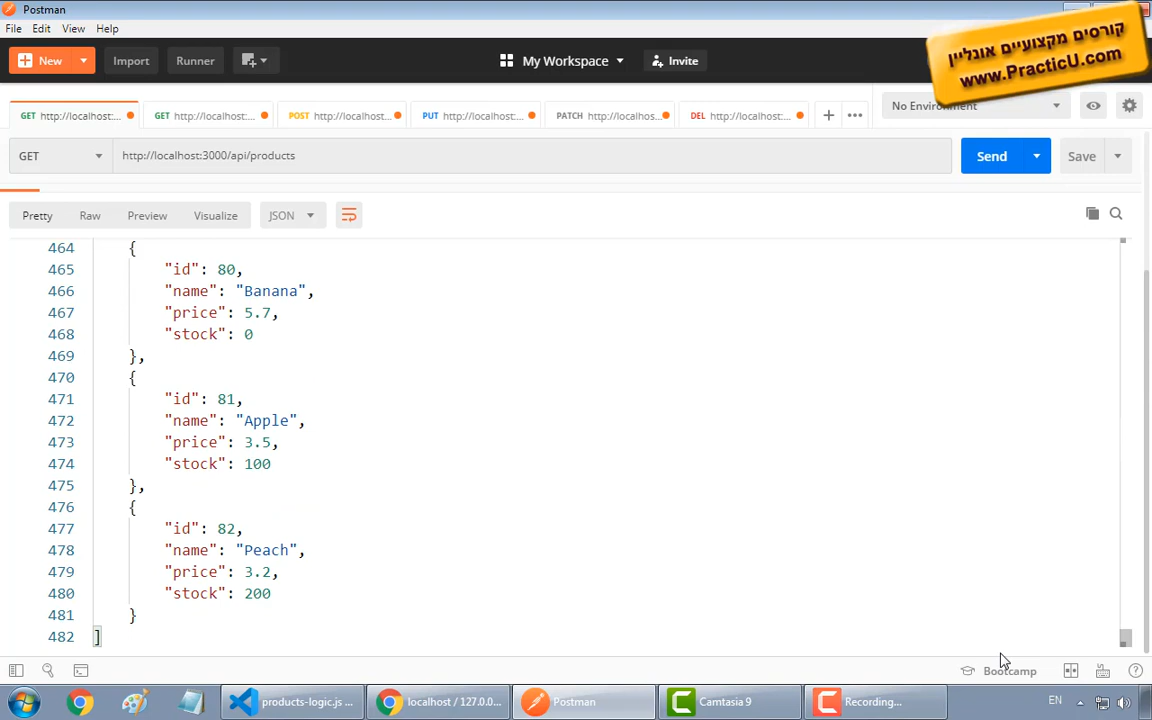 Postman
File Edit View Help
קורסים מקצועיים אונליין
www.PracticU.com
New Import Runner My Workspace Invite
GET http://localhost:... GET http://localhost:... POST http://localhost:... PUT http://localhost:... PATCH http://localhost:... DEL http://localhost:... No Environment
GET http://localhost:3000/api/products Send Save
Pretty Raw Preview Visualize JSON
464 {
465 "id": 80,
466 "name": "Banana",
467 "price": 5.7,
468 "stock": 0
469 },
470 {
471 "id": 81,
472 "name": "Apple",
473 "price": 3.5,
474 "stock": 100
475 },
476 {
477 "id": 82,
478 "name": "Peach",
479 "price": 3.2,
480 "stock": 200
481 }
482 ]
Bootcamp
products-logic.js ... localhost / 127.0.0... Postman Camtasia 9 Recording... EN